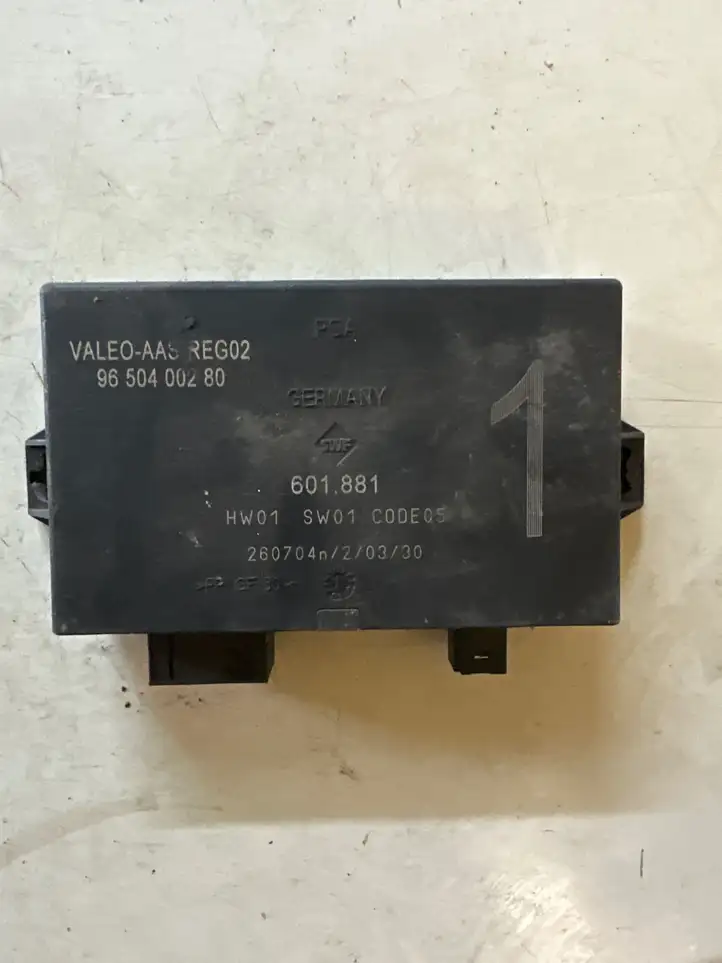 PSA
VALEO-AAS REG02
96 504 002 80
1
GERMANY
SWF
601.881
HW01 SW01 CODE05
260704n/2/03/30